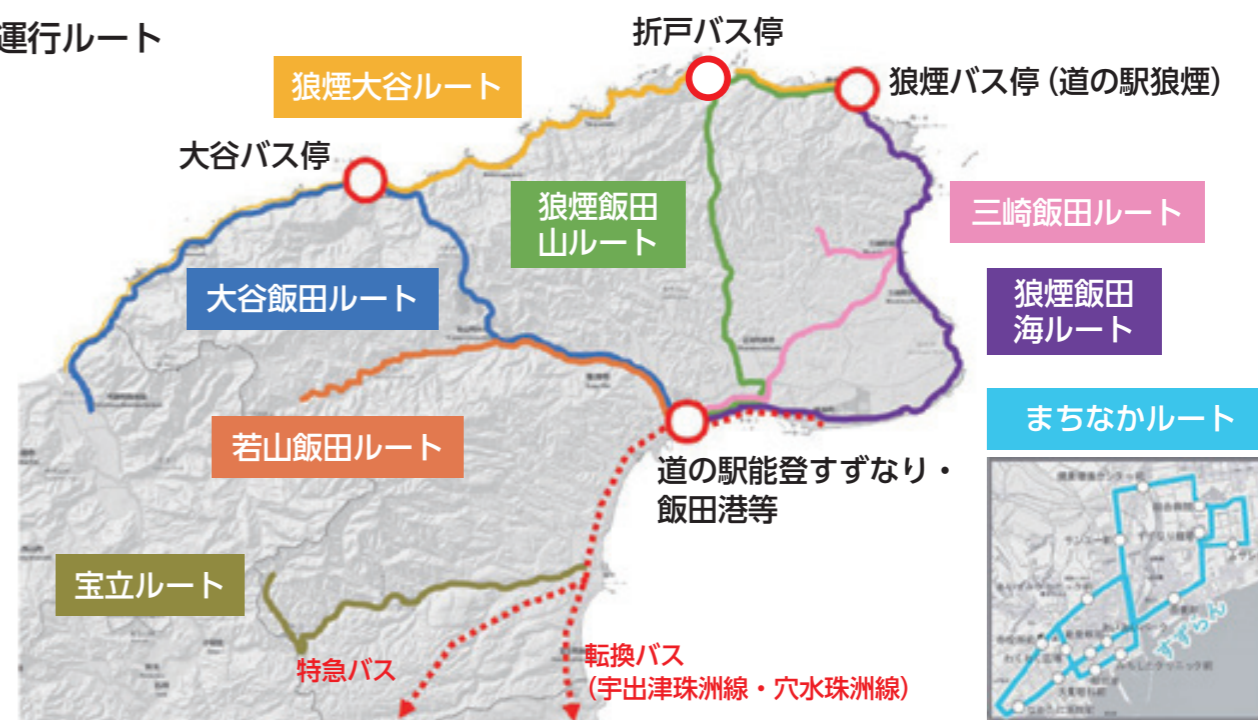 運行ルート
折戸バス停
狼煙大谷ルート
狼煙バス停 (道の駅狼煙)
大谷バス停
狼煙飯田
山ルート
三崎飯田ルート
大谷飯田ルート
狼煙飯田
海ルート
まちなかルート
若山飯田ルート
道の駅能登すずなり・
飯田港等
宝立ルート
特急バス
転換バス
(宇出津珠洲線・穴水珠洲線)
すずらん